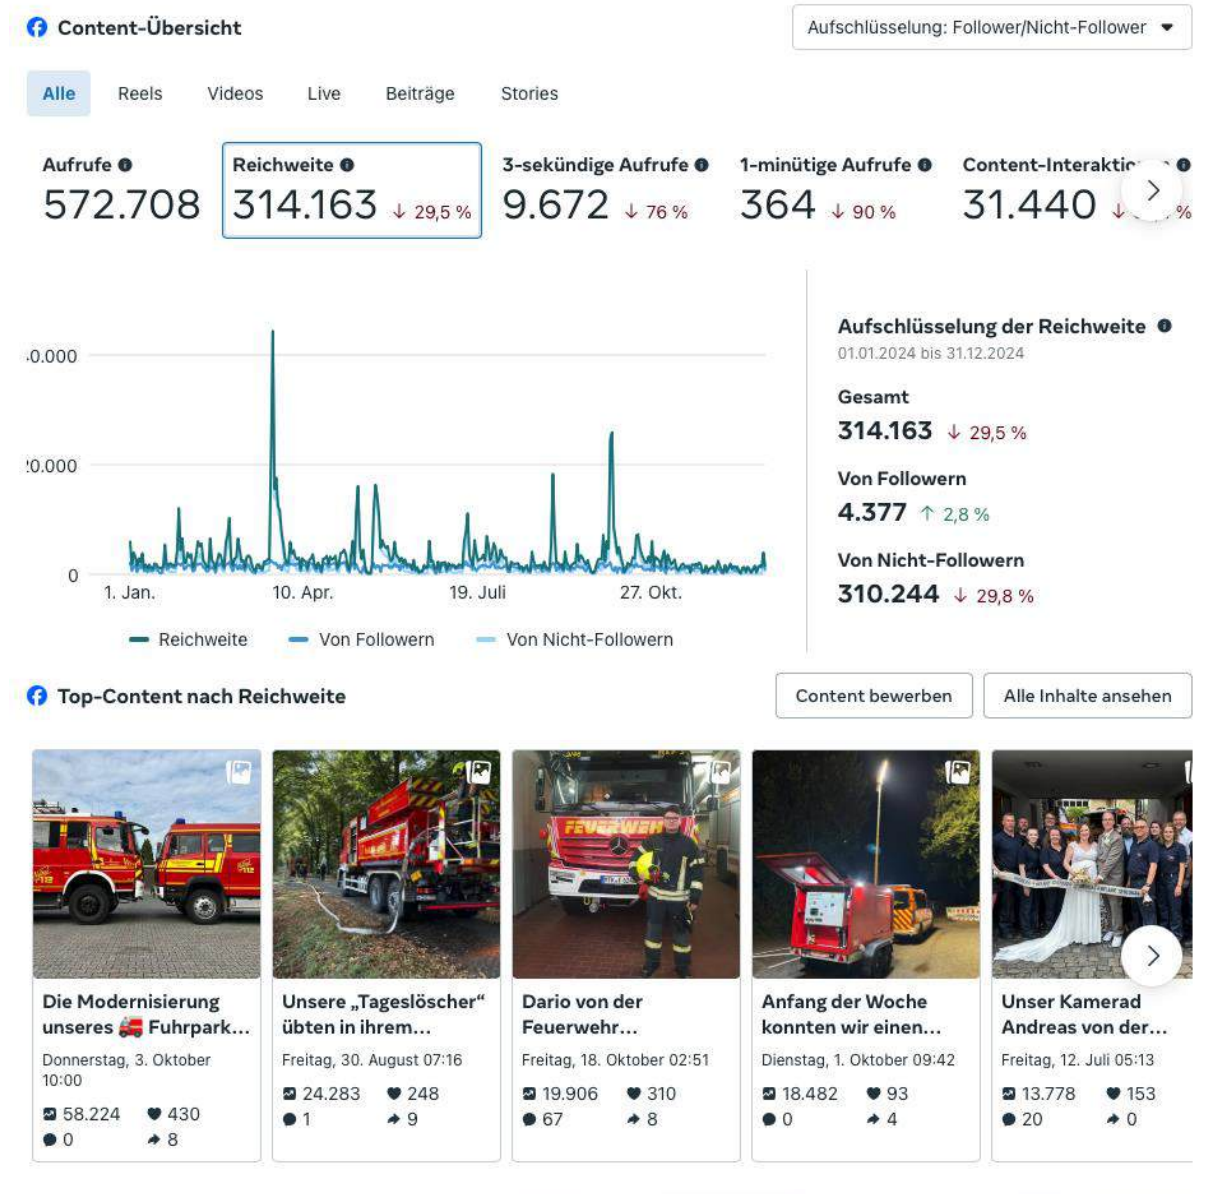 Content-Übersicht
Aufschlüsselung: Follower/Nicht-Follower
Alle Reels Videos Live Beiträge Stories
Aufrufe
572.708
Reichweite
314.163 ↓ 29,5 %
3-sekündige Aufrufe
9.672 ↓ 76 %
1-minütige Aufrufe
364 ↓ 90 %
31.440 ↓
0.000
0.000
0
1. Jan. 10. Apr. 19. Juli 27. Okt.
Reichweite Von Followern Von Nicht-Followern
Aufschlüsselung der Reichweite
01.01.2024 bis 31.12.2024
Gesamt
314.163 ↓ 29,5 %
Von Followern
4.377 ↑ 2,8 %
Von Nicht-Followern
310.244 ↓ 29,8 %
Top-Content nach Reichweite
Content bewerben
Alle Inhalte ansehen
FEUERWEHR
Die Modernisierung
unseres 🚒 Fuhrpark...
Donnerstag, 3. Oktober
10:00
58.224 430
0 8
Unsere „Tageslöscher“
übten in ihrem...
Freitag, 30. August 07:16
24.283 248
1 9
Dario von der
Feuerwehr...
Freitag, 18. Oktober 02:51
19.906 310
67 8
Anfang der Woche
konnten wir einen...
Dienstag, 1. Oktober 09:42
18.482 93
0 4
Unser Kamerad
Andreas von der...
Freitag, 12. Juli 05:13
13.778 153
20 0